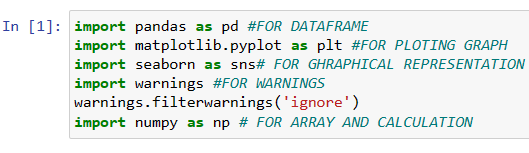 In [1]: import pandas as pd #FOR DATAFRAME
import matplotlib.pyplot as plt #FOR PLOTING GRAPH
import seaborn as sns# FOR GHRAPHICAL REPRESENTATION
import warnings #FOR WARNINGS
warnings.filterwarnings('ignore')
import numpy as np # FOR ARRAY AND CALCULATION